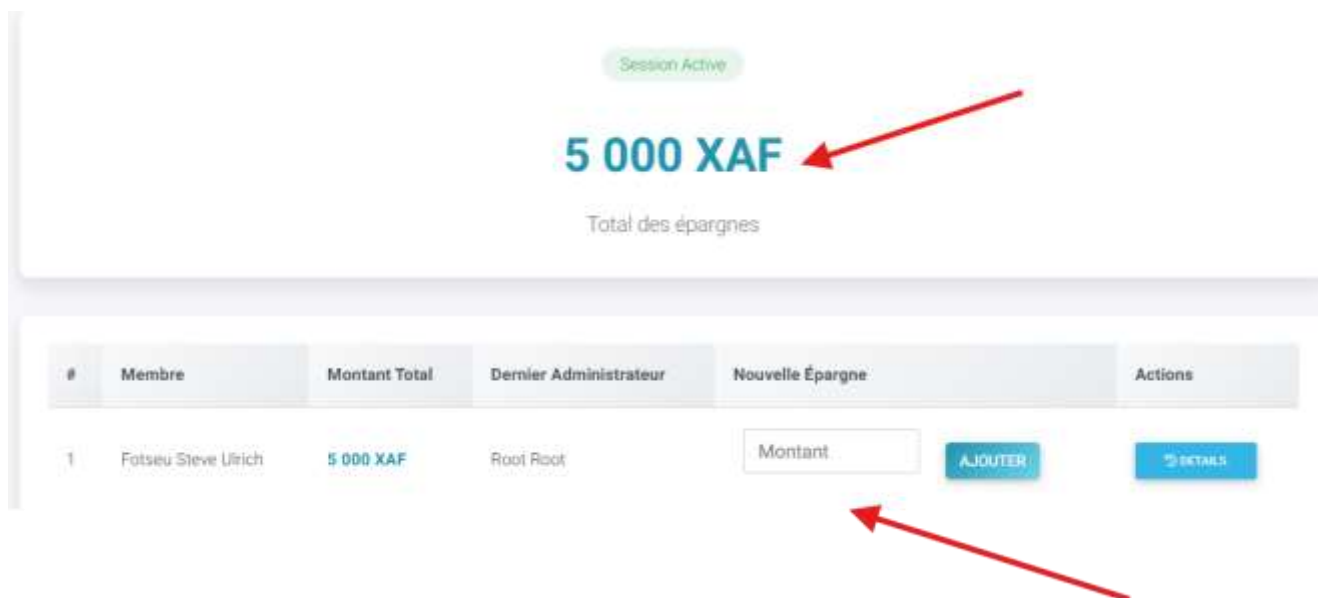 Session Active
5 000 XAF
Total des épargnes
# Membre Montant Total Dernier Administrateur Nouvelle Épargne Actions
1 Fotseu Steve Ulrich 5 000 XAF Root Root Montant AJOUTER DETAILS